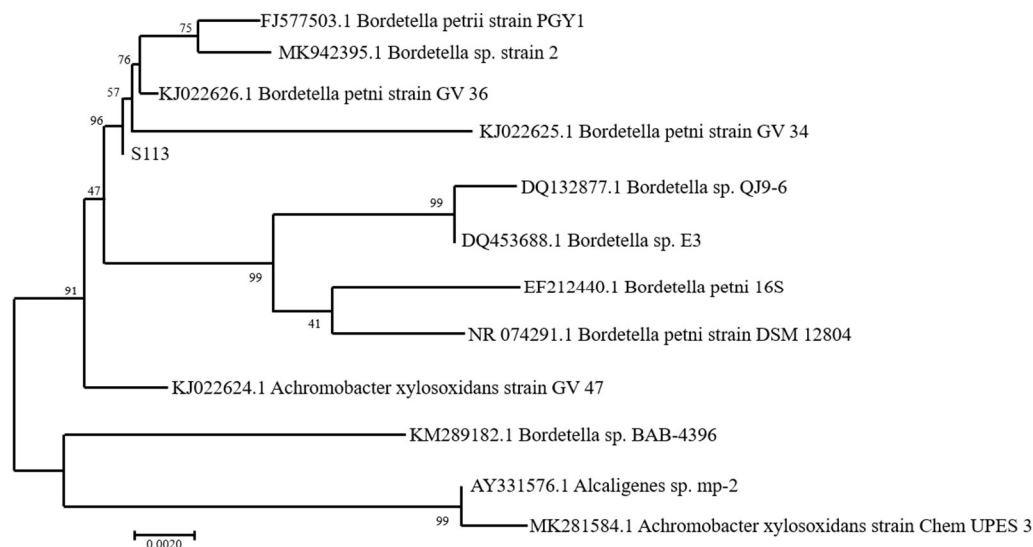 FJ577503.1 Bordetella petrii strain PGY1
75
MK942395.1 Bordetella sp. strain 2
76
KJ022626.1 Bordetella petni strain GV 36
57
96
KJ022625.1 Bordetella petni strain GV 34
S113
DQ132877.1 Bordetella sp. QJ9-6
47
99
DQ453688.1 Bordetella sp. E3
99
EF212440.1 Bordetella petni 16S
91
41
NR 074291.1 Bordetella petni strain DSM 12804
KJ022624.1 Achromobacter xylosoxidans strain GV 47
KM289182.1 Bordetella sp. BAB-4396
AY331576.1 Alcaligenes sp. mp-2
99
MK281584.1 Achromobacter xylosoxidans strain Chem UPES 3
0.0020